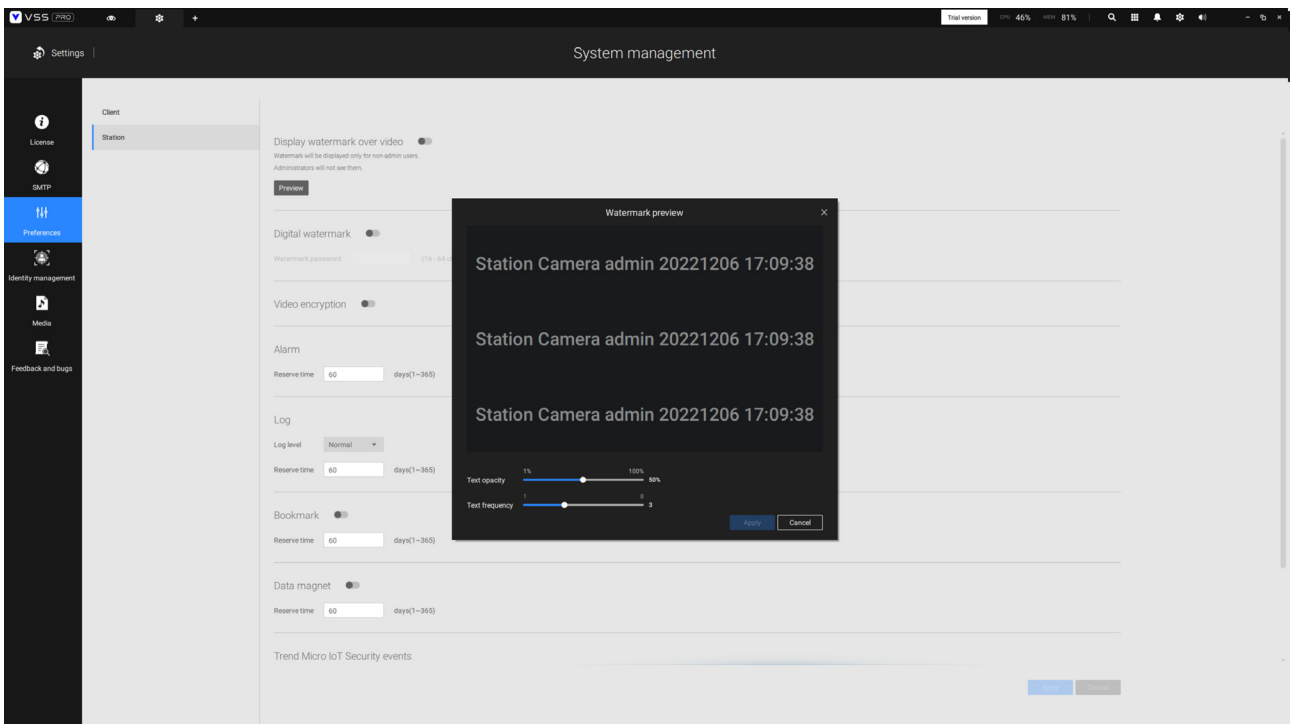 VSS PRO
+
Trial version
CPU 46% MEM 81%
Settings
System management
License
SMTP
Preferences
Identity management
Media
Feedback and bugs
Client
Station
Display watermark over video
Watermark will be displayed only for non-admin users.
Administrators will not see them.
Preview
Digital watermark
Watermark password (16~64
Video encryption
Alarm
Reserve time 60 days(1~365)
Log
Log level Normal
Reserve time 60 days(1~365)
Bookmark
Reserve time 60 days(1~365)
Data magnet
Reserve time 60 days(1~365)
Trend Micro IoT Security events
Apply Cancel
Watermark preview
Station Camera admin 20221206 17:09:38
Station Camera admin 20221206 17:09:38
Station Camera admin 20221206 17:09:38
1% 100%
Text opacity 50%
1
Text frequency 3
Apply Cancel